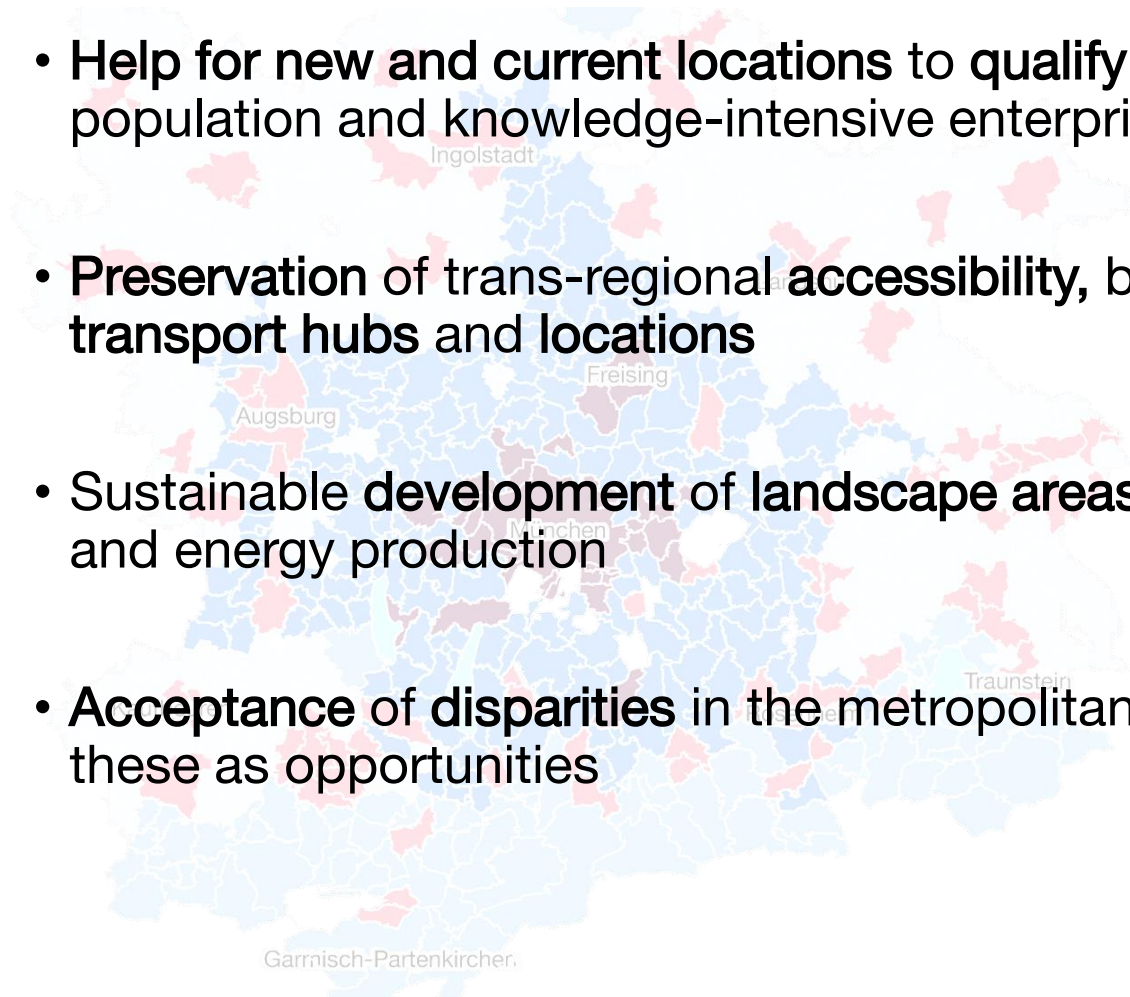 • Help for new and current locations to qualify
population and knowledge-intensive enterpri
Ingolstadt
• Preservation of trans-regional accessibility, b
transport hubs and locations
Freising
Augsburg
• Sustainable development of landscape areas
München
and energy production
Traunstein
• Acceptance of disparities in the metropolitan
these as opportunities
Garmisch-Partenkirchen